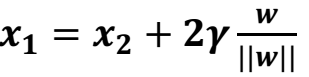 x₁ = x₂ + 2γ w/||w||